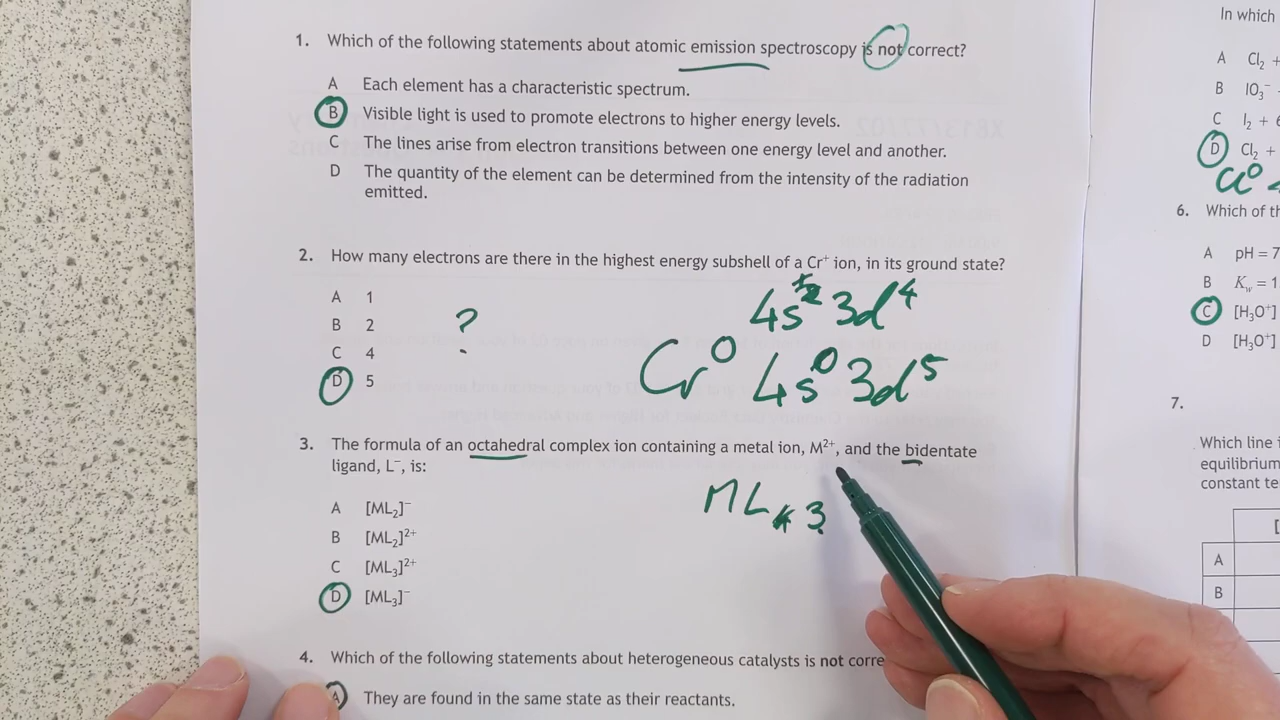 1. Which of the following statements about atomic emission spectroscopy is not correct?
A Each element has a characteristic spectrum.
B Visible light is used to promote electrons to higher energy levels.
C The lines arise from electron transitions between one energy level and another.
D The quantity of the element can be determined from the intensity of the radiation
emitted.
2. How many electrons are there in the highest energy subshell of a Cr⁺ ion, in its ground state?
A 1
B 2
C 4
D 5
?
4s² 3d⁴
Cr⁰ 4s⁰ 3d⁵
3. The formula of an octahedral complex ion containing a metal ion, M²⁺, and the bidentate
ligand, L⁻, is:
A [ML₂]⁻
B [ML₂]²⁺
C [ML₃]²⁺
D [ML₃]⁻
ML 3
4. Which of the following statements about heterogeneous catalysts is not corre
A They are found in the same state as their reactants.
In which
A Cl₂ +
B IO₃⁻
C I₂ + 6
D Cl₂ +
Cl⁰
6. Which of th
A pH = 7
B Kw = 1
C [H₃O⁺]
D [H₃O⁺]
7.
Which line i
equilibrium
constant te
[
A
B